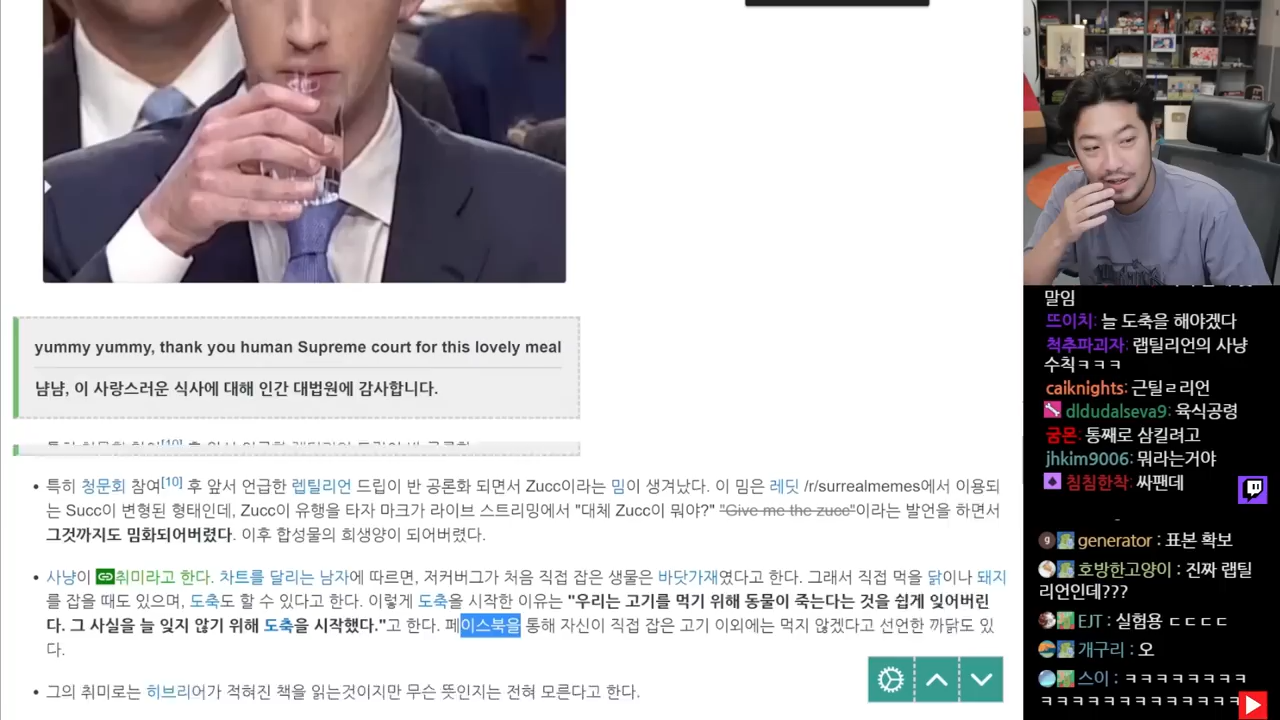 yummy yummy, thank you human Supreme court for this lovely meal
냠냠, 이 사랑스러운 식사에 대해 인간 대법원에 감사합니다.
• 특히 청문회 참여[10] 후 앞서 언급한 렙틸리언 드립이 반 공론화 되면서 Zucc이라는 밈이 생겨났다. 이 밈은 레딧 /r/surrealmemes에서 이용되
는 Succ이 변형된 형태인데, Zucc이 유행을 타자 마크가 라이브 스트리밍에서 "대체 Zucc이 뭐야?" "Give me the zucc"이라는 발언을 하면서
그것까지도 밈화되어버렸다. 이후 합성물의 희생양이 되어버렸다.
• 사냥이 취미라고 한다. 차트를 달리는 남자에 따르면, 저커버그가 처음 직접 잡은 생물은 바닷가재였다고 한다. 그래서 직접 먹을 닭이나 돼지
를 잡을 때도 있으며, 도축도 할 수 있다고 한다. 이렇게 도축을 시작한 이유는 "우리는 고기를 먹기 위해 동물이 죽는다는 것을 쉽게 잊어버린
다. 그 사실을 늘 잊지 않기 위해 도축을 시작했다."고 한다. 페이스북을 통해 자신이 직접 잡은 고기 이외에는 먹지 않겠다고 선언한 까닭도 있
다.
• 그의 취미로는 히브리어가 적혀진 책을 읽는것이지만 무슨 뜻인지는 전혀 모른다고 한다.
말임
뜨이치: 늘 도축을 해야겠다
척추파괴자: 랩틸리언의 사냥
수칙ㅋㅋㅋ
caiknights: 근틸ㄹ리언
dldudalseva9: 육식공령
굼몬: 통째로 삼킬려고
jhkim9006: 뭐라는거야
침침한착: 싸팬데
generator : 표본 확보
호방한고양이 : 진짜 랩틸
리언인데???
EJT : 실험용 ㄷㄷㄷㄷ
개구리 : 오
스이 : ㅋㅋㅋㅋㅋㅋㅋㅋ
ㅋㅋㅋㅋㅋㅋㅋㅋㅋㅋㅋㅋㅋ